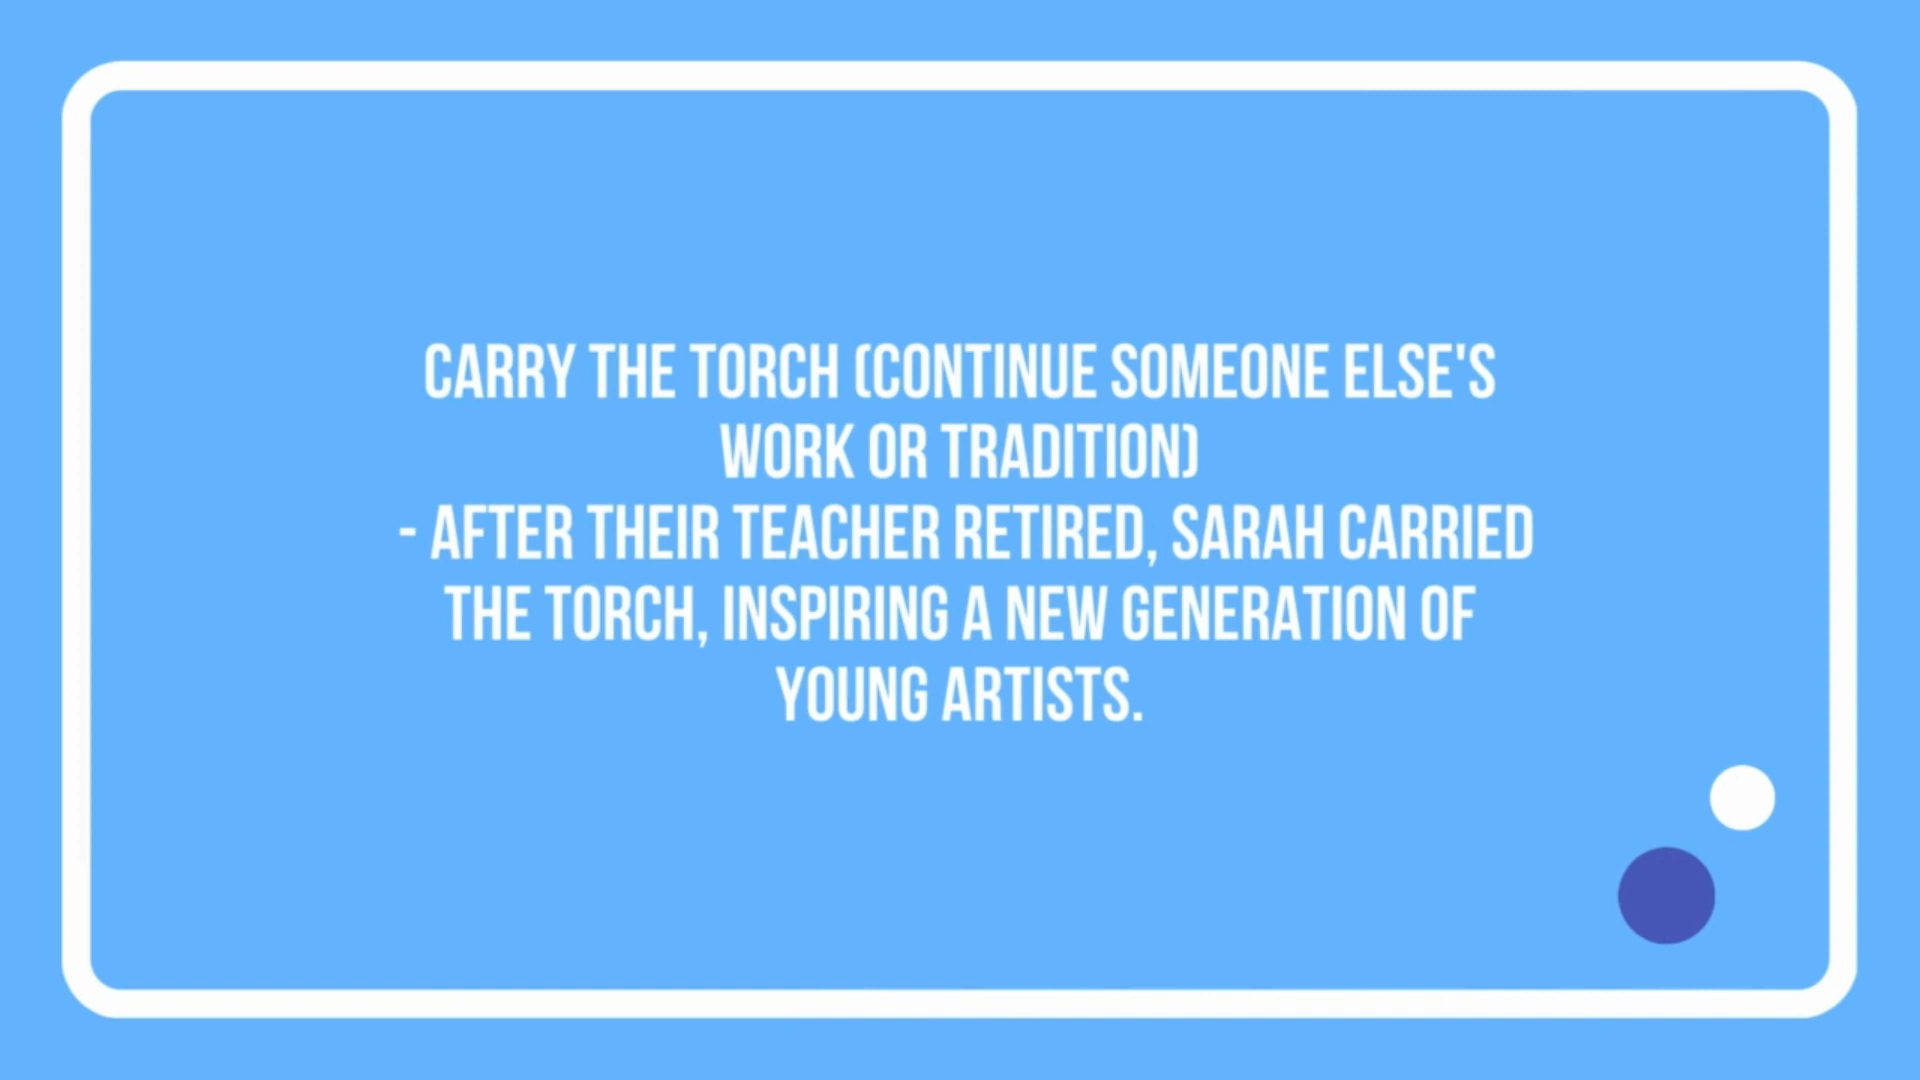 CARRY THE TORCH (CONTINUE SOMEONE ELSE'S
WORK OR TRADITION)
- AFTER THEIR TEACHER RETIRED, SARAH CARRIED
THE TORCH, INSPIRING A NEW GENERATION OF
YOUNG ARTISTS.